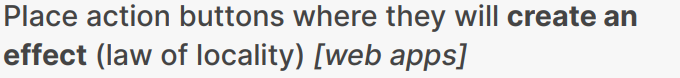 Place action buttons where they will create an
effect (law of locality) [web apps]